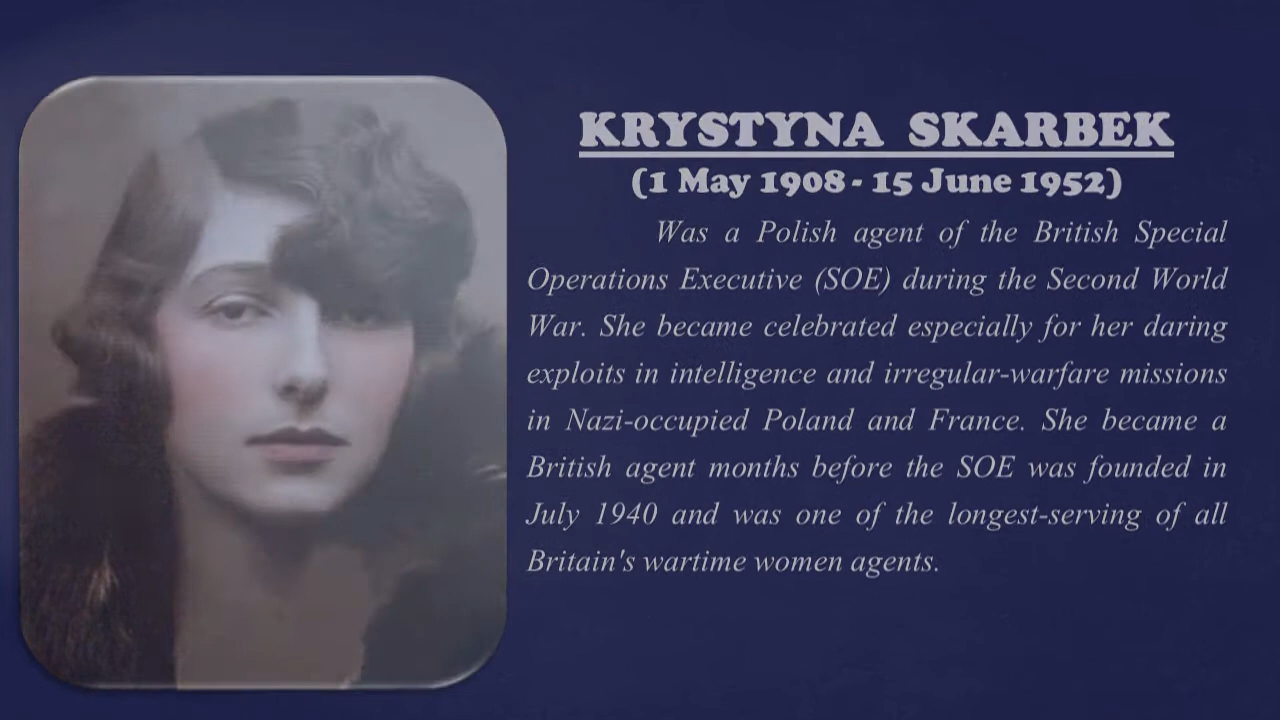 KRYSTYNA SKARBEK
(1 May 1908 - 15 June 1952)
Was a Polish agent of the British Special
Operations Executive (SOE) during the Second World
War. She became celebrated especially for her daring
exploits in intelligence and irregular-warfare missions
in Nazi-occupied Poland and France. She became a
British agent months before the SOE was founded in
July 1940 and was one of the longest-serving of all
Britain's wartime women agents.